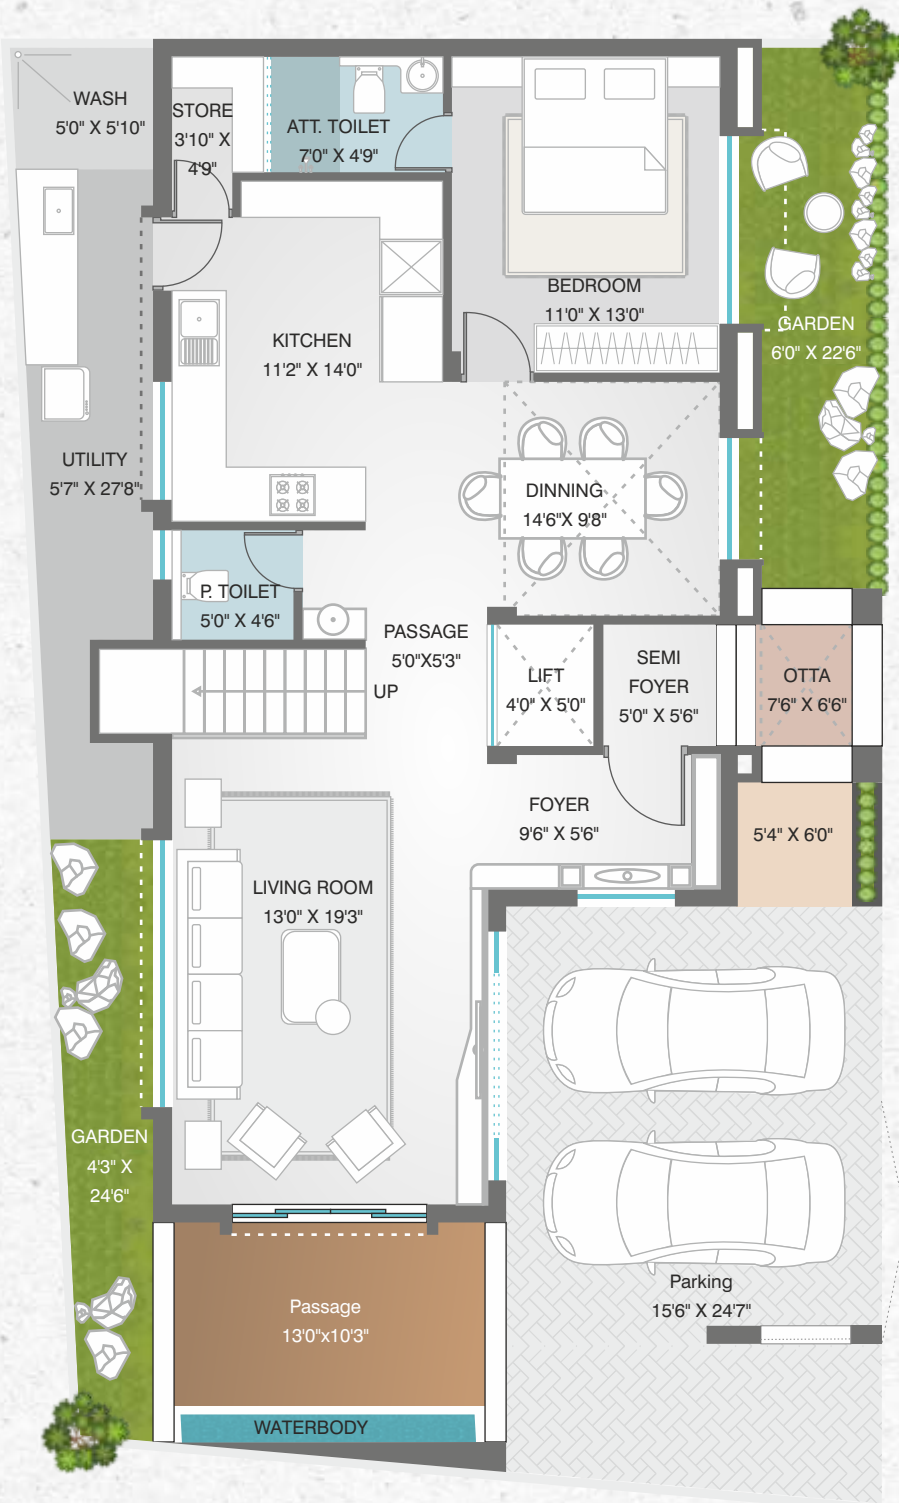 WASH
5'0" X 5'10"
STORE
3'10" X
4'9"
ATT. TOILET
7'0" X 4'9"
BEDROOM
11'0" X 13'0"
GARDEN
6'0" X 22'6"
KITCHEN
11'2" X 14'0"
UTILITY
5'7" X 27'8"
DINNING
14'6"X 9'8"
P. TOILET
5'0" X 4'6"
PASSAGE
5'0"X5'3"
UP
LIFT
4'0" X 5'0"
SEMI
FOYER
5'0" X 5'6"
OTTA
7'6" X 6'6"
FOYER
9'6" X 5'6"
5'4" X 6'0"
LIVING ROOM
13'0" X 19'3"
GARDEN
4'3" X
24'6"
Parking
15'6" X 24'7"
Passage
13'0"x10'3"
WATERBODY